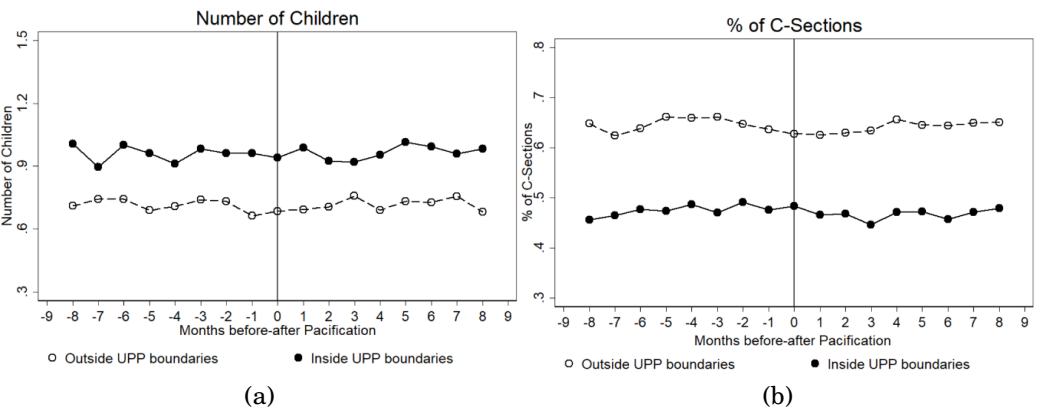 Number of Children
Number of Children
1.5
1.2
.9
.6
.3
-9 -8 -7 -6 -5 -4 -3 -2 -1 0 1 2 3 4 5 6 7 8 9
Months before-after Pacification
Outside UPP boundaries Inside UPP boundaries
(a)
% of C-Sections
% of C-Sections
.8
.7
.6
.5
.4
.3
-9 -8 -7 -6 -5 -4 -3 -2 -1 0 1 2 3 4 5 6 7 8 9
Months before-after Pacification
Outside UPP boundaries Inside UPP boundaries
(b)